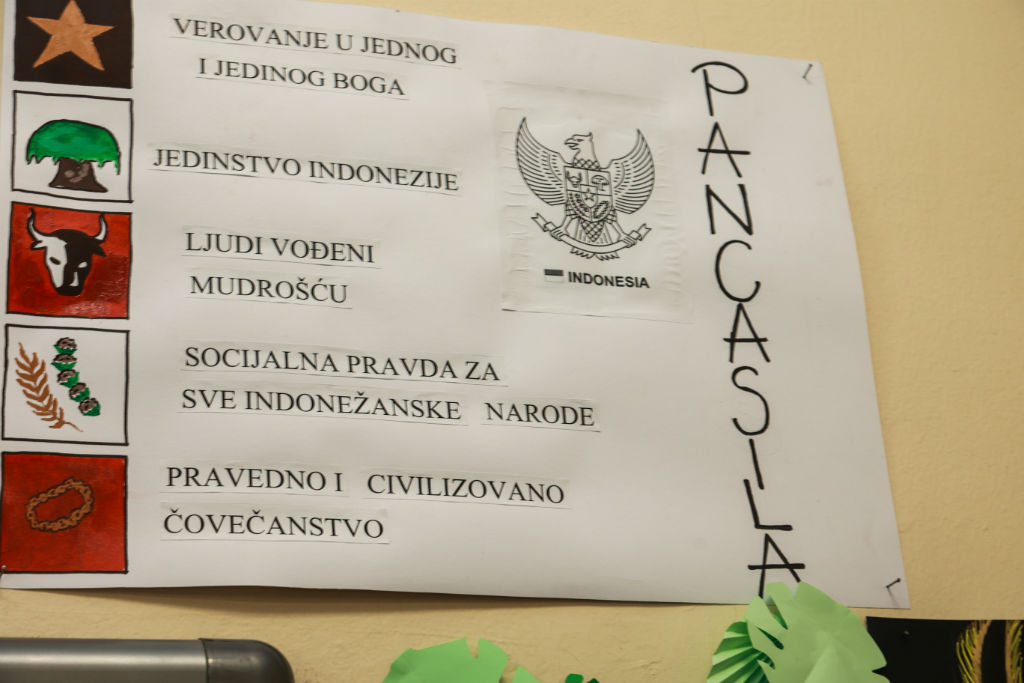 VEROVANJE U JEDNOG
I JEDINOG BOGA
JEDINSTVO INDONEZIJE
LJUDI VOĐENI
MUDROŠĆU
SOCIJALNA PRAVDA ZA
SVE INDONEŽANSKE NARODE
PRAVEDNO I CIVILIZOVANO
ČOVEČANSTVO
INDONESIA
PANCASILA